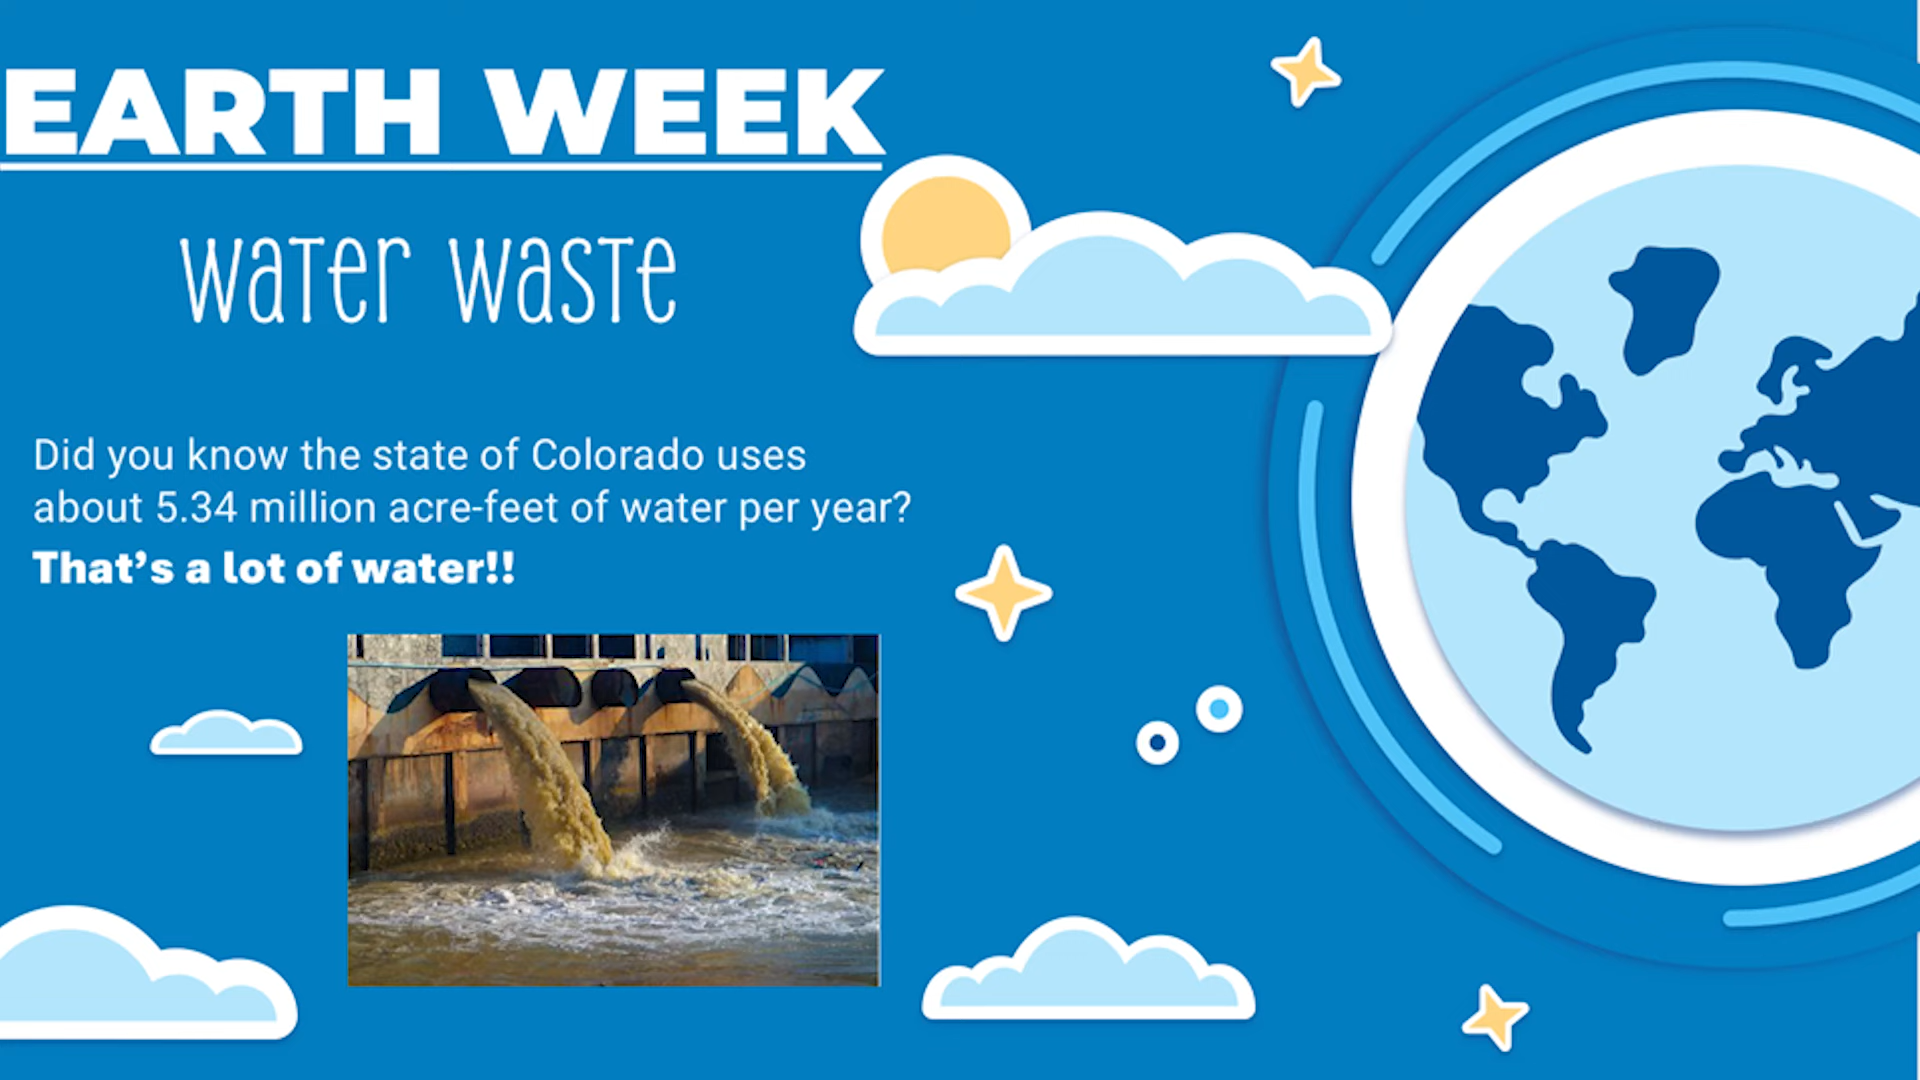 EARTH WEEK
water waste
Did you know the state of Colorado uses
about 5.34 million acre-feet of water per year?
That’s a lot of water!!